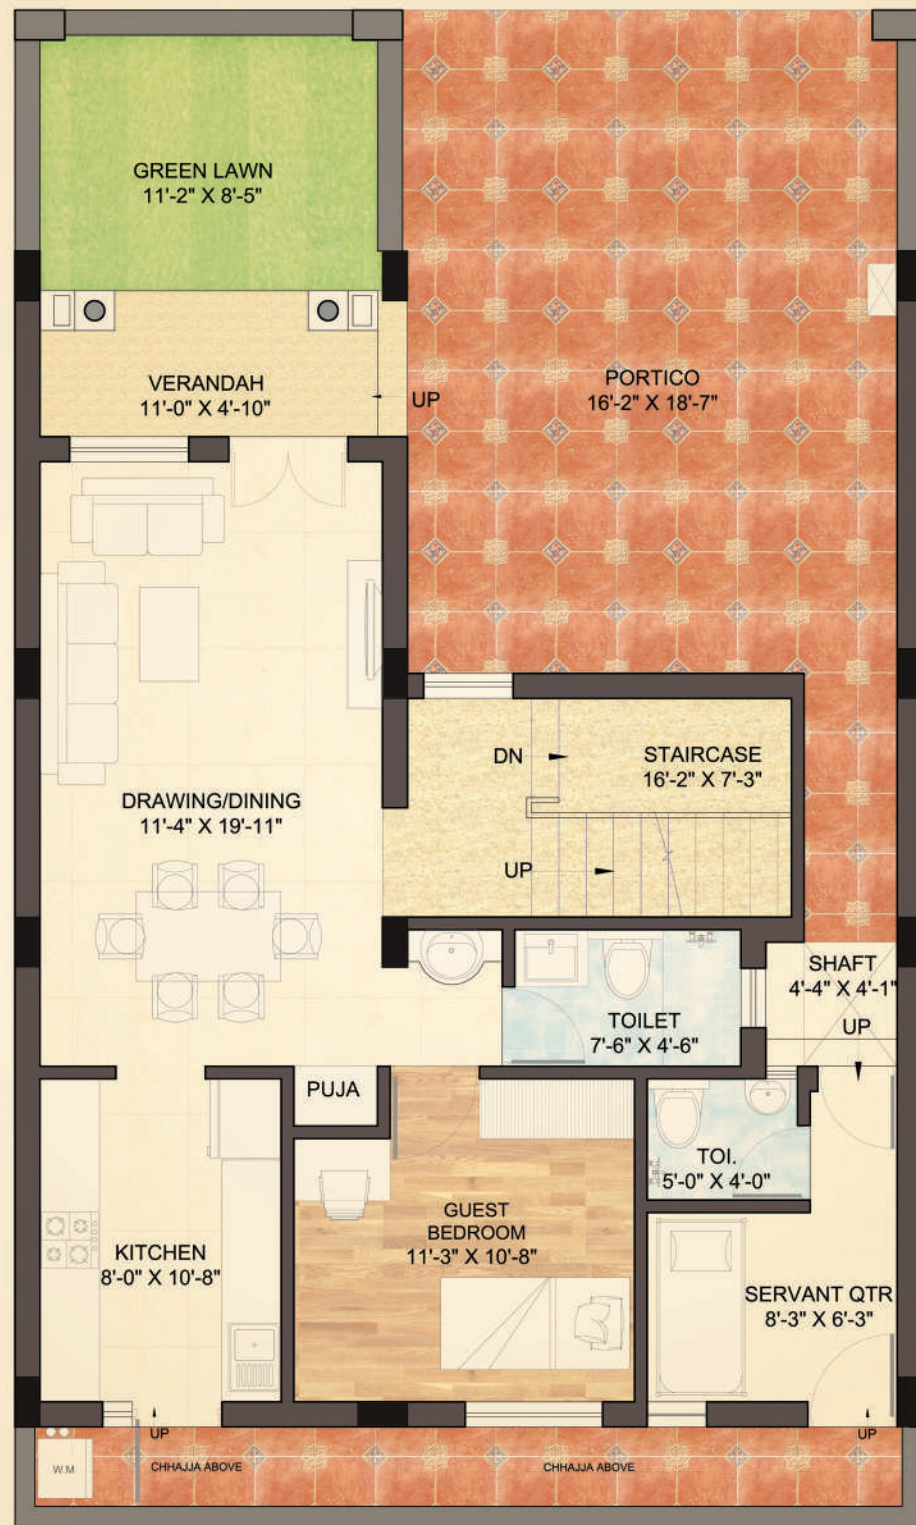 GREEN LAWN
11'-2" X 8'-5"
VERANDAH
11'-0" X 4'-10"
UP
PORTICO
16'-2" X 18'-7"
DN
STAIRCASE
16'-2" X 7'-3"
DRAWING/DINING
11'-4" X 19'-11"
UP
SHAFT
4'-4" X 4'-1"
UP
TOILET
7'-6" X 4'-6"
PUJA
TOI.
5'-0" X 4'-0"
GUEST
BEDROOM
11'-3" X 10'-8"
KITCHEN
8'-0" X 10'-8"
SERVANT QTR
8'-3" X 6'-3"
UP
UP
W.M
CHHAJJA ABOVE
CHHAJJA ABOVE